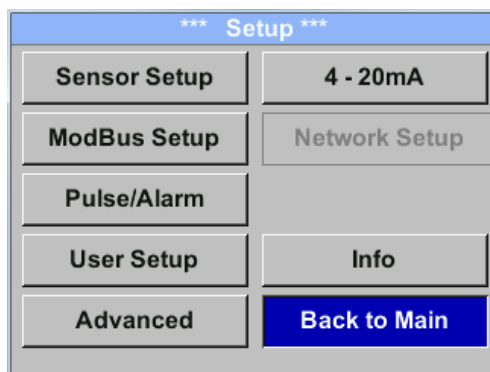 *** Setup ***
Sensor Setup
4 - 20mA
ModBus Setup
Network Setup
Pulse/Alarm
User Setup
Info
Advanced
Back to Main